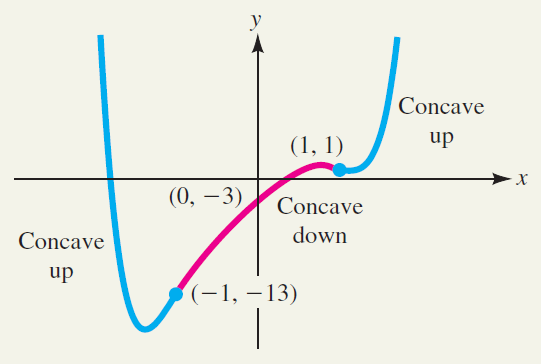 y
Concave
up
(1, 1)
x
(0, −3)
Concave
down
Concave
up
(−1, −13)